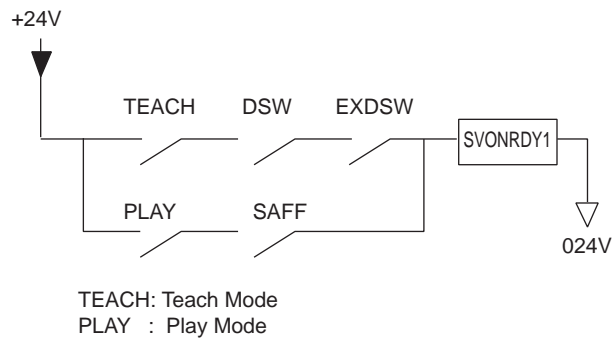 +24V
TEACH DSW EXDSW
SVONRDY1
PLAY SAFF
024V
TEACH: Teach Mode
PLAY : Play Mode